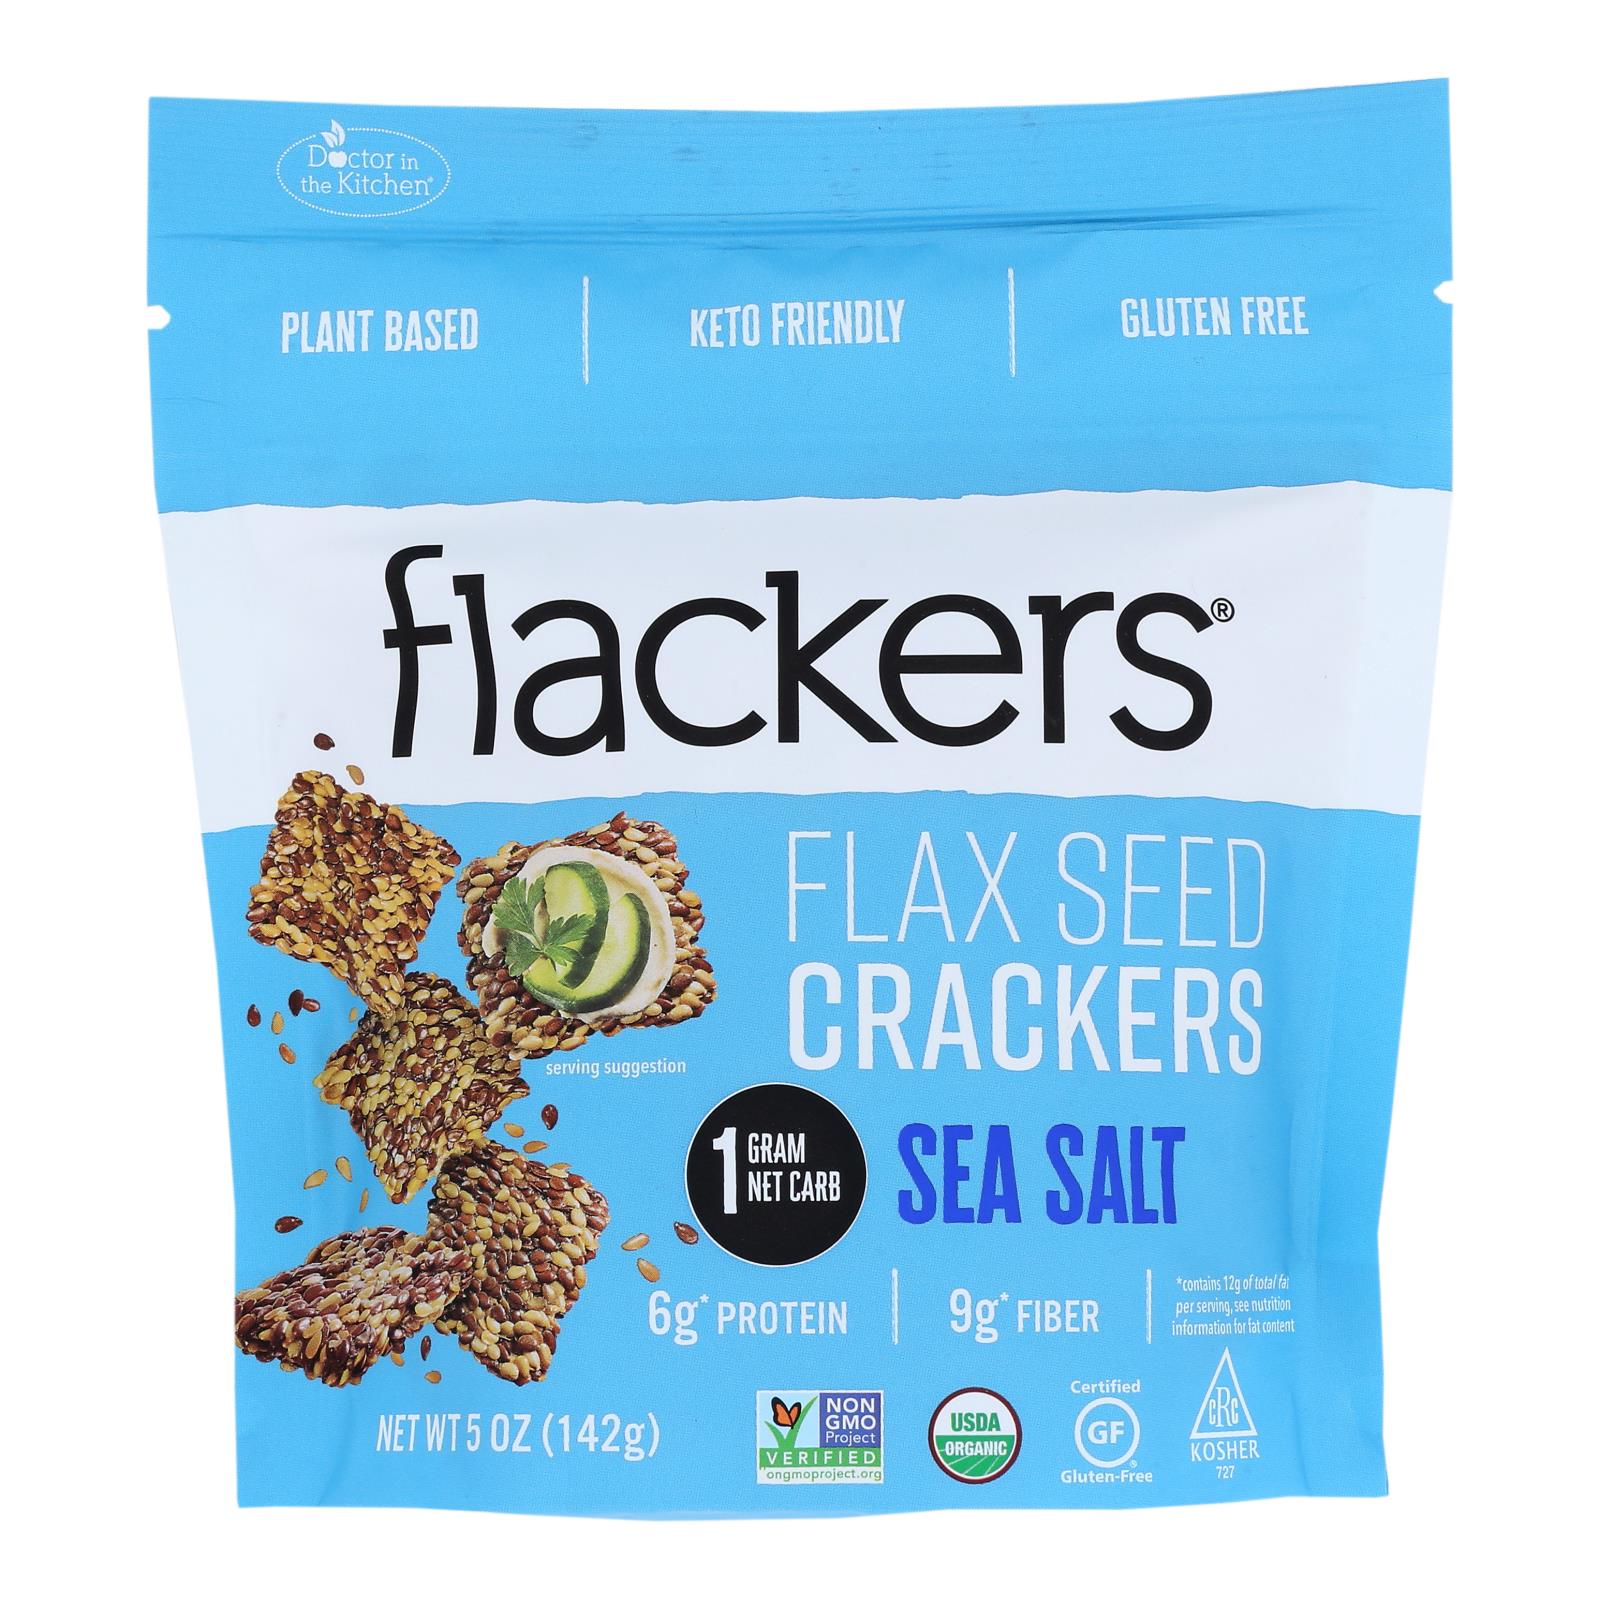 Doctor in
the Kitchen®
PLANT BASED
KETO FRIENDLY
GLUTEN FREE
flackers®
FLAX SEED
CRACKERS
serving suggestion
1 GRAM
NET CARB
SEA SALT
6g* PROTEIN
9g* FIBER
*contains 12g of total fat
per serving, see nutrition
information for fat content
NET WT 5 OZ (142g)
NON
GMO
Project
VERIFIED
ongmoproject.org
USDA
ORGANIC
Certified
GF
®
Gluten-Free
cRc
KOSHER
727